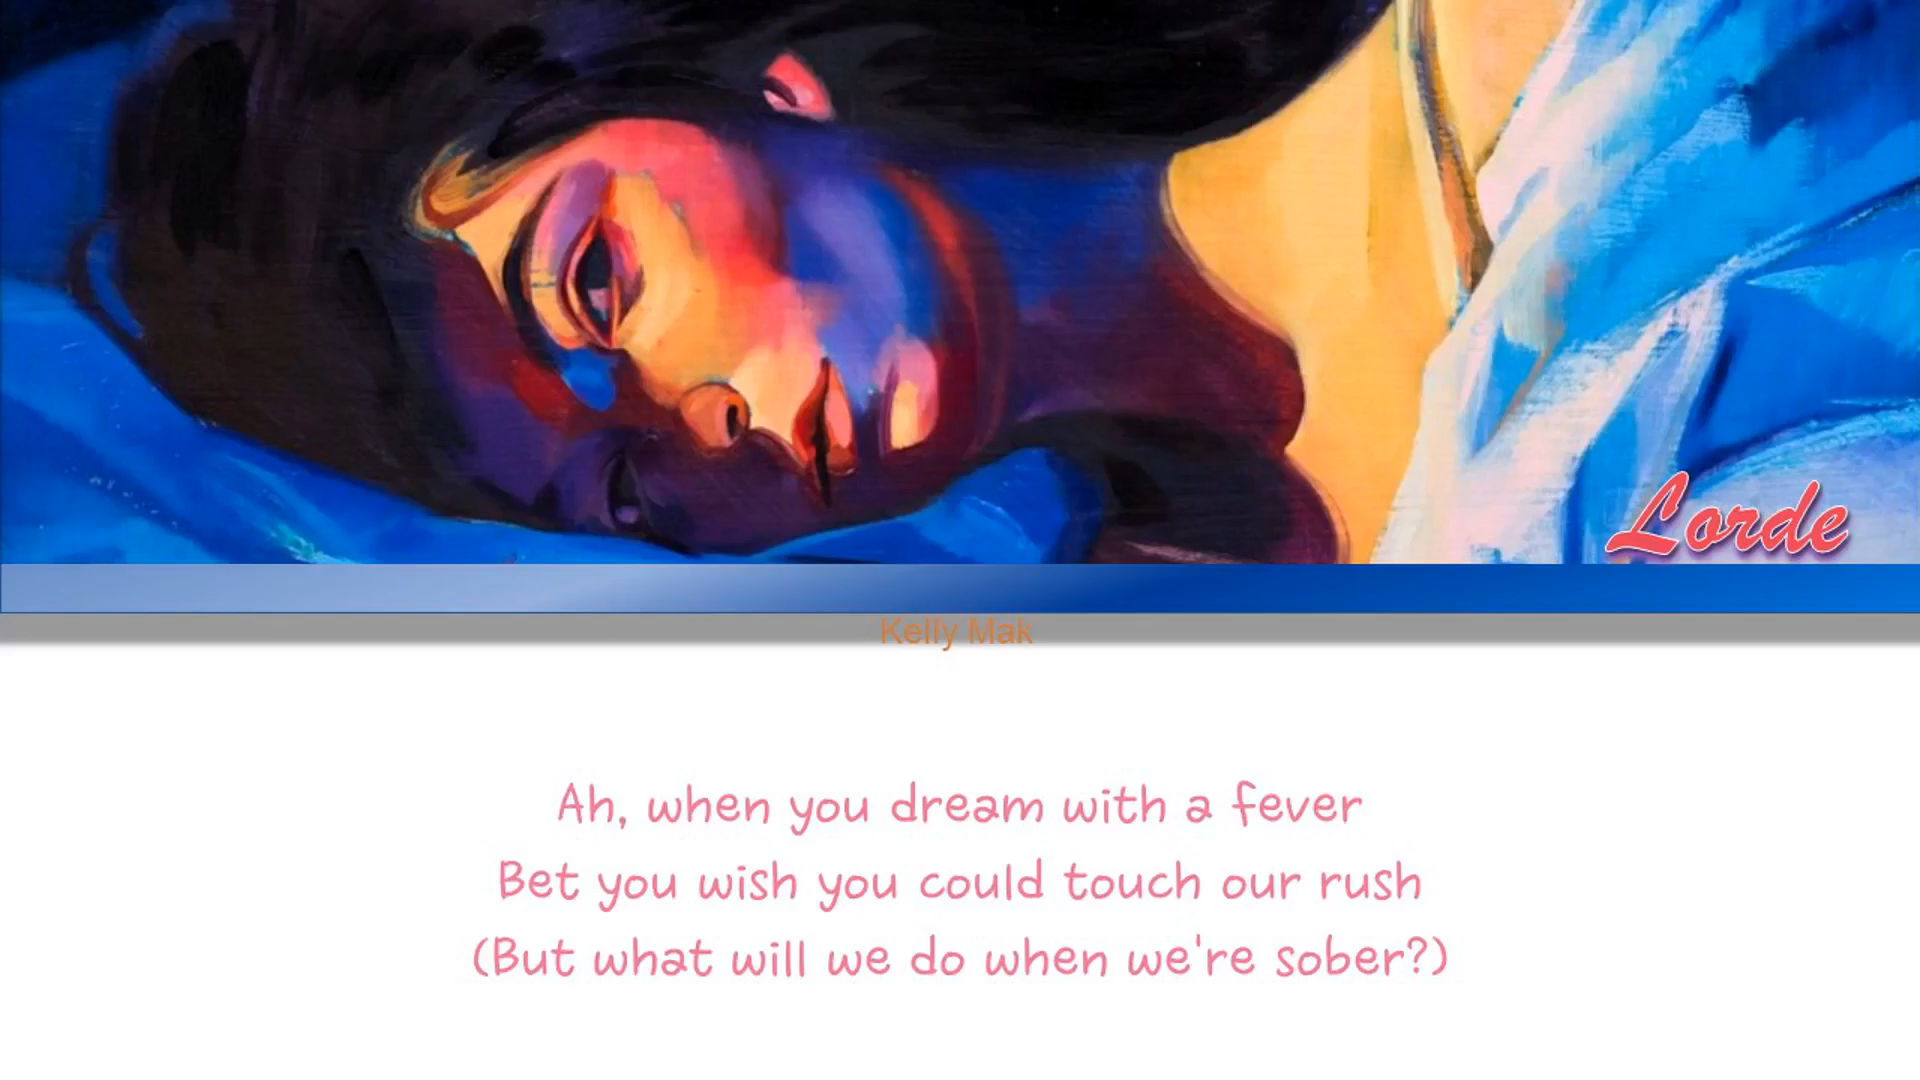 Lorde
Kelly Mak
Ah, when you dream with a fever
Bet you wish you could touch our rush
(But what will we do when we're sober?)